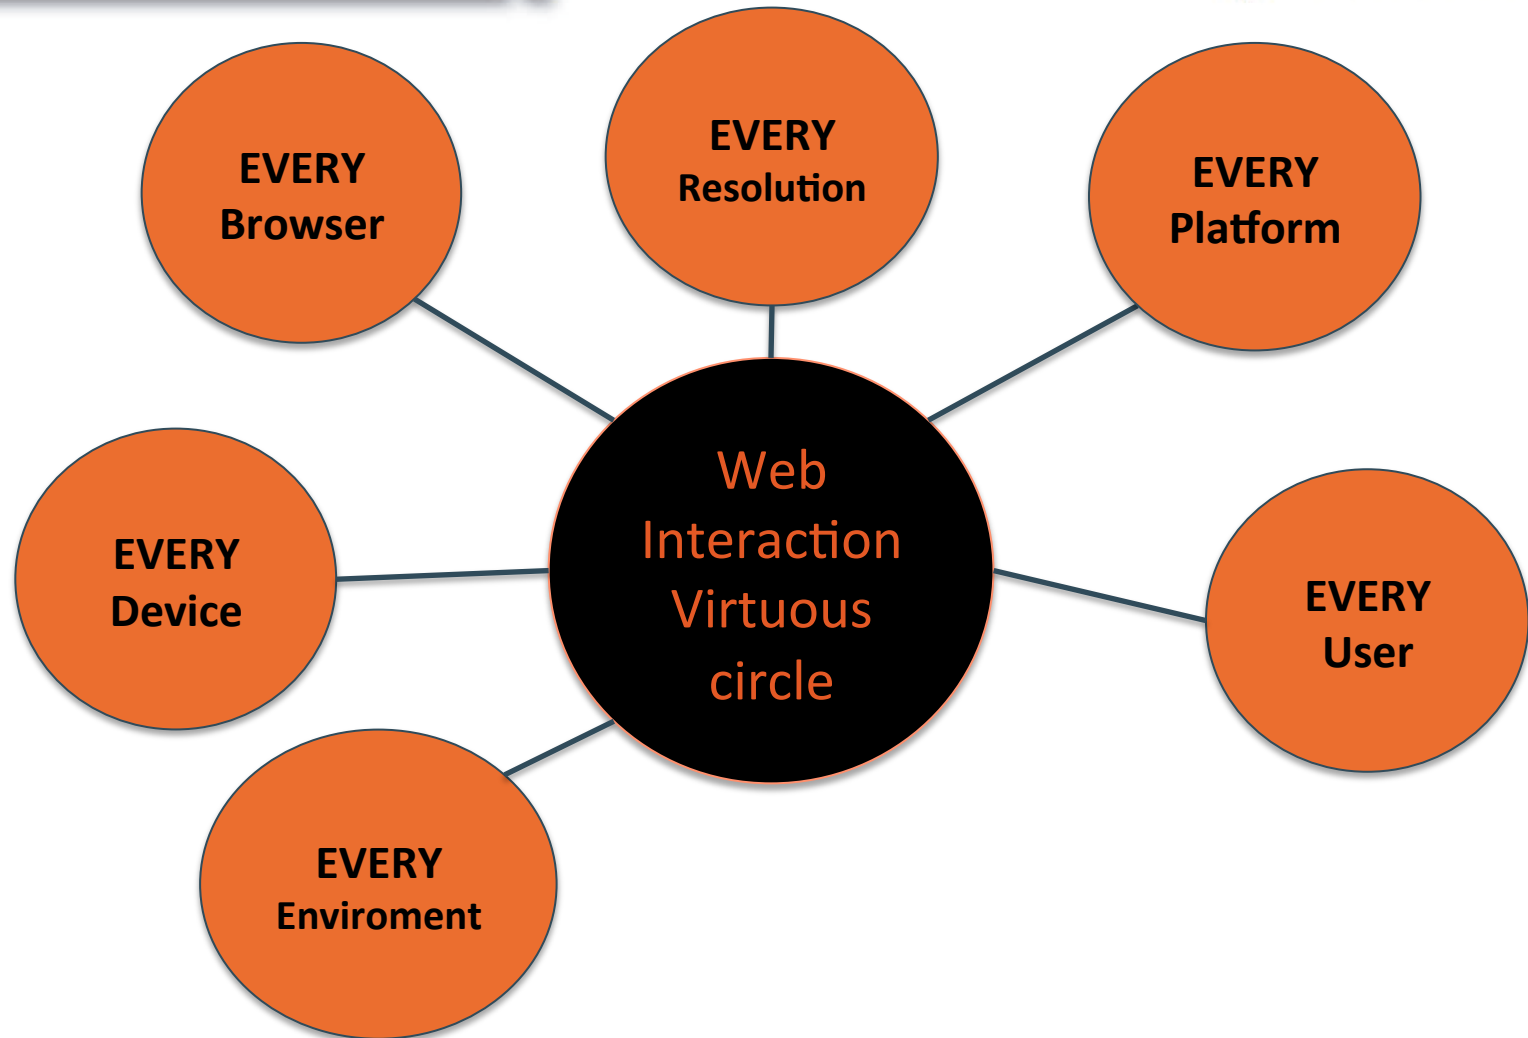 EVERY
Browser
EVERY
Resolution
EVERY
Platform
Web
Interaction
Virtuous
circle
EVERY
Device
EVERY
User
EVERY
Enviroment